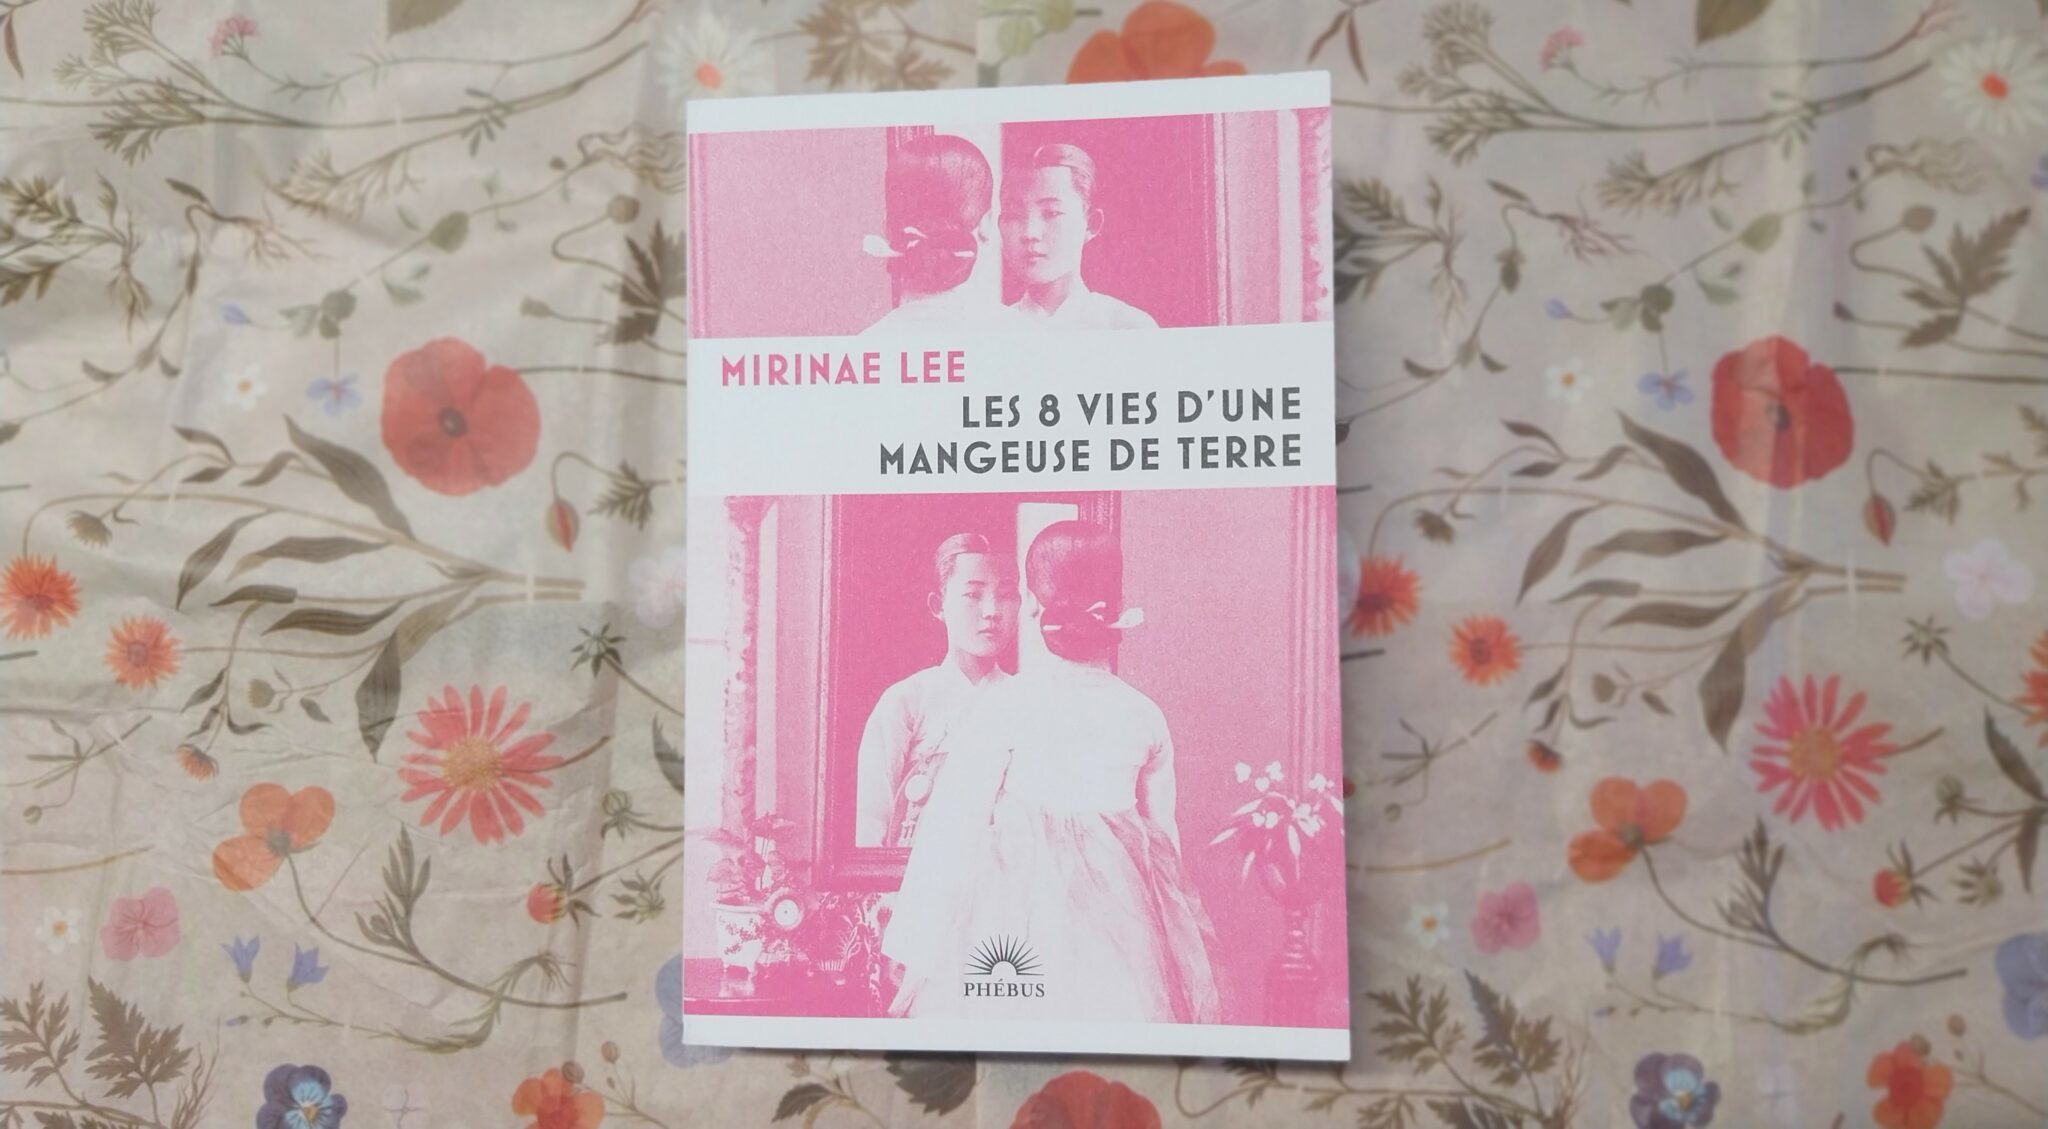 MIRINAE LEE
LES 8 VIES D'UNE
MANGEUSE DE TERRE
PHÉBUS